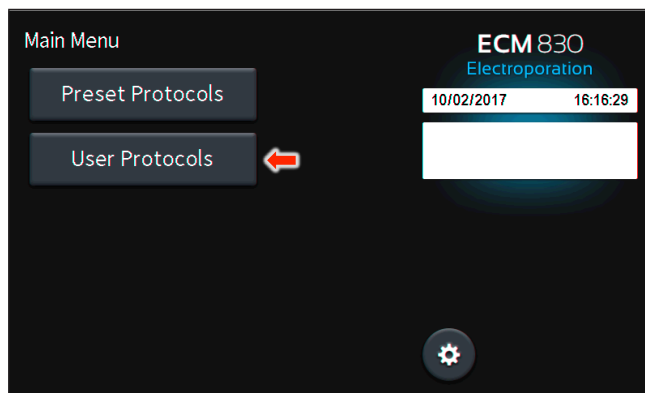 Main Menu
Preset Protocols
User Protocols
ECM 830
Electroporation
10/02/2017 16:16:29